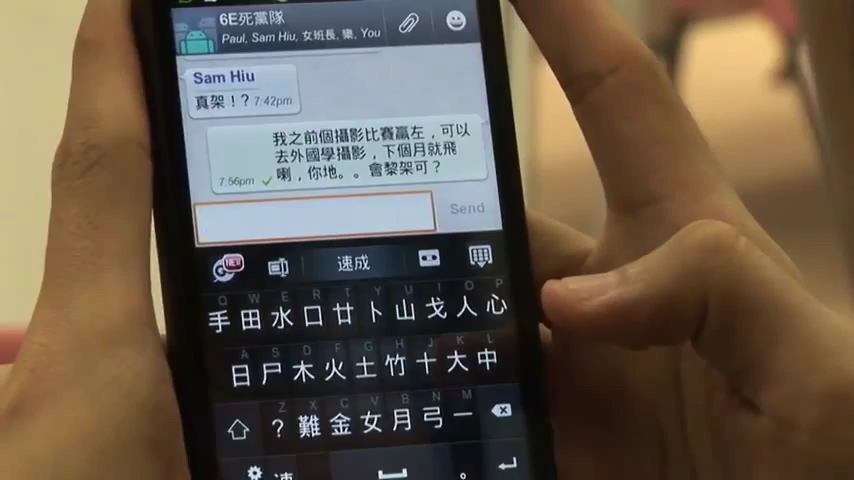 6E死黨隊
Paul, Sam Hiu, 女班長, 樂, You
Sam Hiu
真架！? 7:42pm
我之前個攝影比賽贏左，可以
去外國學攝影，下個月就飛
喇，你地。。會黎架可？
7:56pm
Send
NEW
速成
Q W E R T Y U I O P
手 田 水 口 廿 卜 山 戈 人 心
A S D F G H J K L
日 尸 木 火 土 竹 十 大 中
Z X C V B N M
? 難 金 女 月 弓 一
速 。